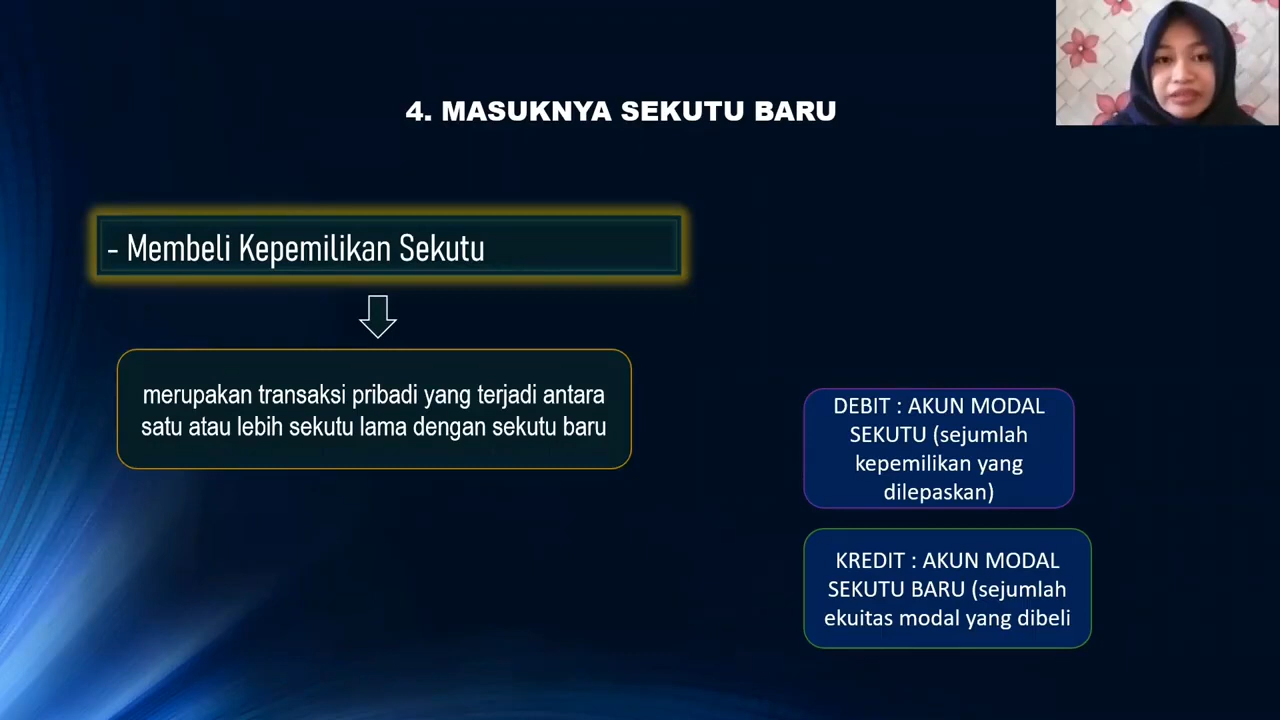 4. MASUKNYA SEKUTU BARU
- Membeli Kepemilikan Sekutu
merupakan transaksi pribadi yang terjadi antara
satu atau lebih sekutu lama dengan sekutu baru
DEBIT : AKUN MODAL
SEKUTU (sejumlah
kepemilikan yang
dilepaskan)
KREDIT : AKUN MODAL
SEKUTU BARU (sejumlah
ekuitas modal yang dibeli